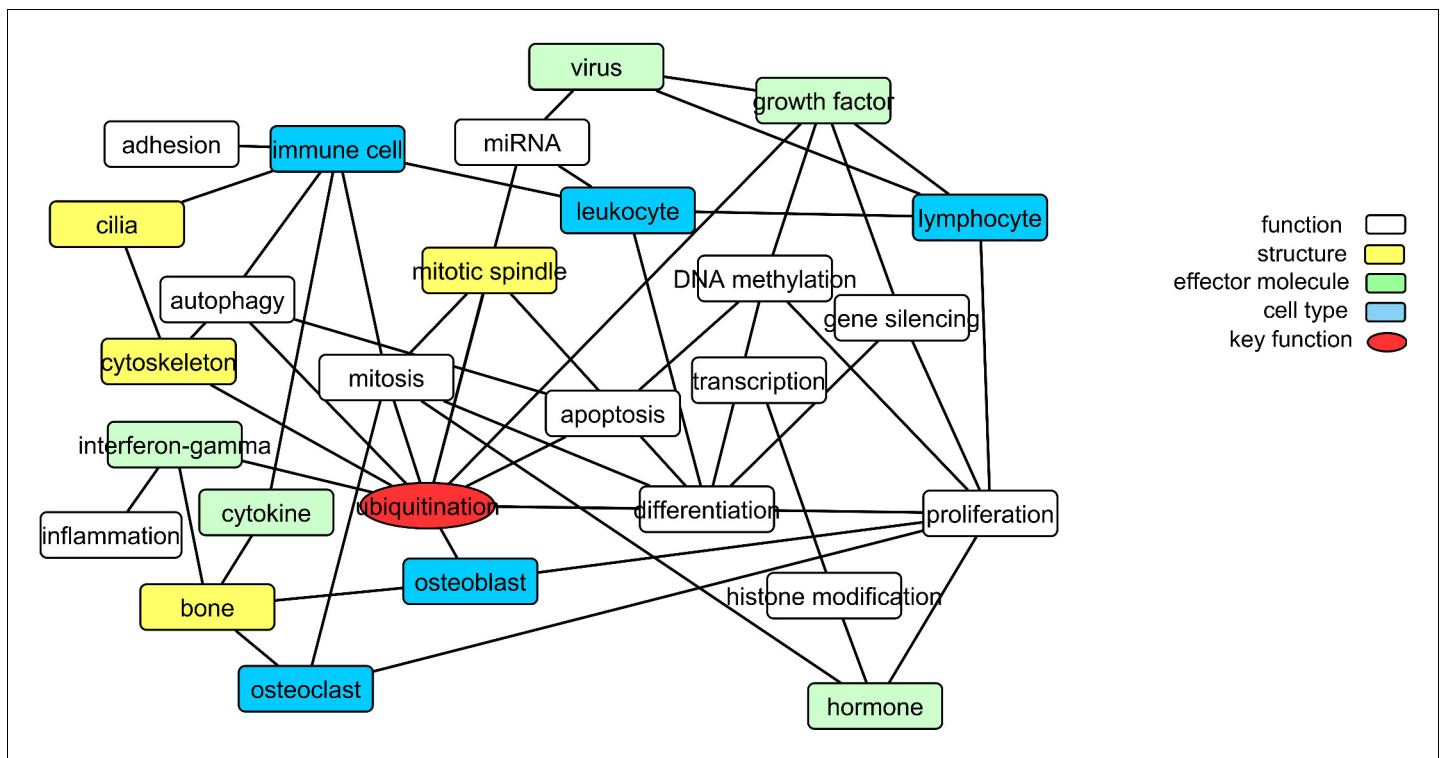 virus
growth factor
adhesion
immune cell
miRNA
leukocyte
lymphocyte
cilia
function
structure
effector molecule
cell type
key function
mitotic spindle
DNA methylation
autophagy
gene silencing
cytoskeleton
mitosis
transcription
apoptosis
interferon-gamma
ubiquitination
differentiation
proliferation
cytokine
inflammation
osteoblast
histone modification
bone
osteoclast
hormone